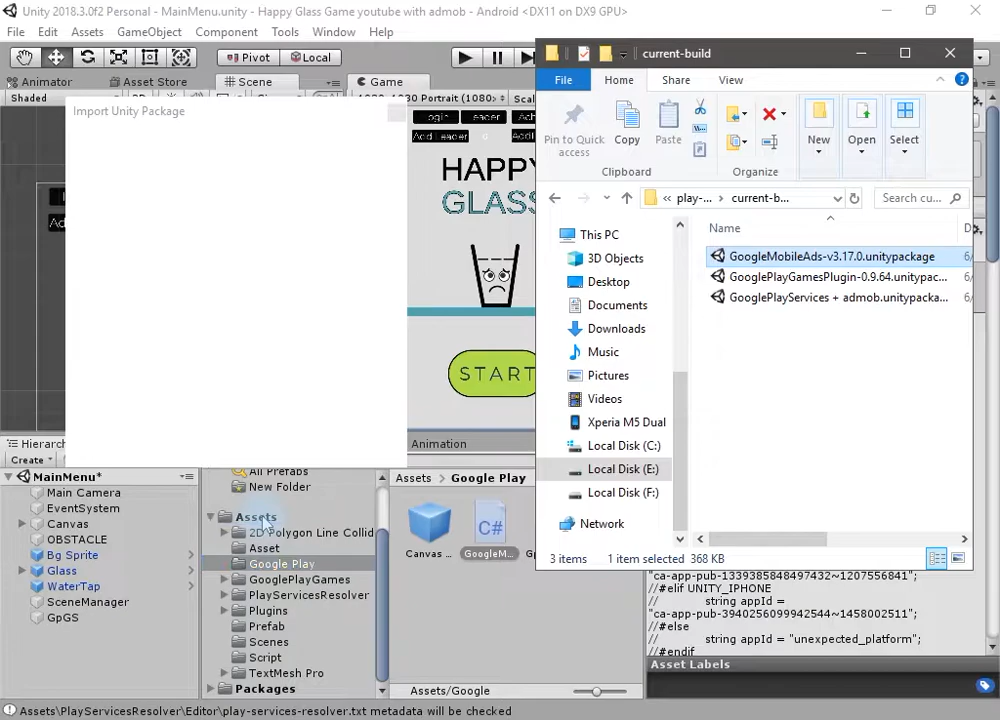 Unity 2018.3.0f2 Personal - MainMenu.unity - Happy Glass Game youtube with admob - Android <DX11 on DX9 GPU>
File Edit Assets GameObject Component Tools Window Help
Pivot Local
Animator Asset Store Scene Game
Shaded
Portrait (1080>
Import Unity Package
HAPPY
GLASS
START
Animation
current-build
File Home Share View
Pin to Quick access
Copy
Paste
New
Open
Select
Clipboard
Organize
« play-... > current-b...
Search cu...
This PC
3D Objects
Desktop
Documents
Downloads
Music
Pictures
Videos
Xperia M5 Dual
Local Disk (C:)
Local Disk (E:)
Local Disk (F:)
Network
Name
GoogleMobileAds-v3.17.0.unitypackage
GooglePlayGamesPlugin-0.9.64.unitypac...
GooglePlayServices + admob.unitypacka...
3 items 1 item selected 368 KB
Hierarch
Create
MainMenu*
Main Camera
EventSystem
Canvas
OBSTACLE
Bg Sprite
Glass
WaterTap
SceneManager
GpGS
All Prefabs
New Folder
Assets
2D Polygon Line Collid
Asset
Google Play
GooglePlayGames
PlayServicesResolver
Plugins
Prefab
Scenes
Script
TextMesh Pro
Packages
Assets > Google Play
C#
Canvas ...
GoogleM...
Assets/Google
"ca-app-pub-1339385848497432~1207556841";
//#elif UNITY_IPHONE
// string appId =
"ca-app-pub-3940256099942544~1458002511";
//#else
// string appId = "unexpected_platform";
//#endif
Asset Labels
Assets\PlayServicesResolver\Editor\play-services-resolver.txt metadata will be checked